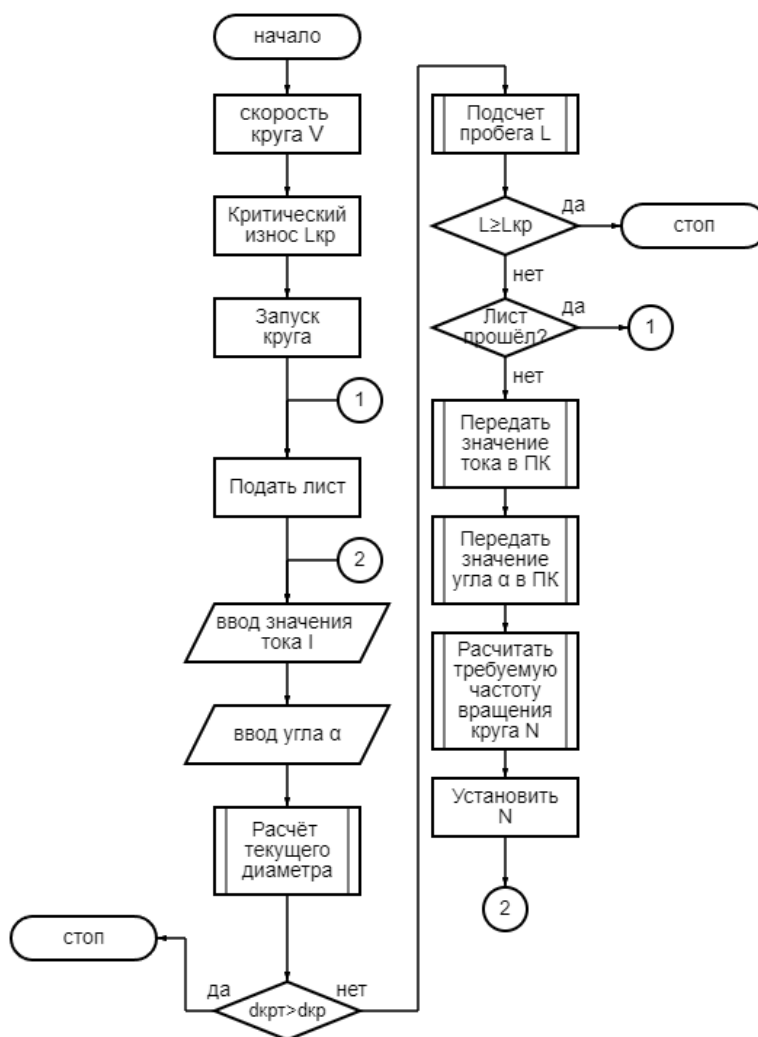 начало
скорость
круга V
Критический
износ Lкр
Запуск
круга
1
Подать лист
2
ввод значения
тока I
ввод угла α
Расчёт
текущего
диаметра
стоп
да
нет
dкрт>dкр
Подсчет
пробега L
L≥Lкр
да
стоп
нет
Лист
прошёл?
да
1
нет
Передать
значение
тока в ПК
Передать
значение
угла α в ПК
Расчитать
требуемую
частоту
вращения
круга N
Установить
N
2